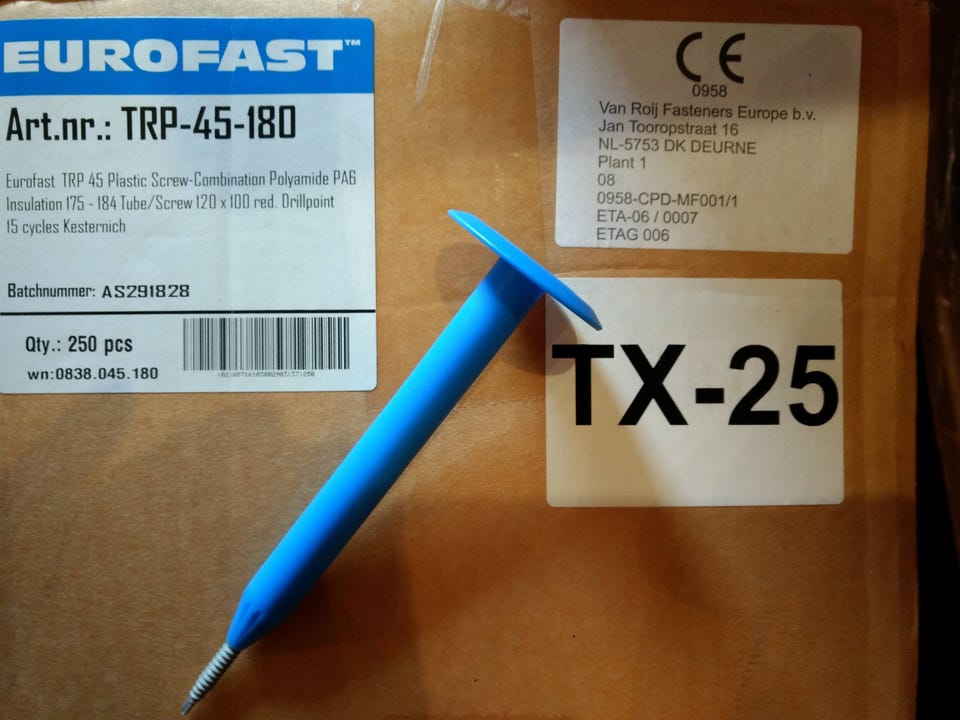 EUROFAST™
Art.nr.: TRP-45-180
Eurofast TRP 45 Plastic Screw-Combination Polyamide PA6
Insulation 175 - 184 Tube/Screw 120 x 100 red. Drillpoint
15 cycles Kesternich
Batchnummer: AS291828
Qty.: 250 pcs
wn:0838.045.180
CE
0958
Van Roij Fasteners Europe b.v.
Jan Tooropstraat 16
NL-5753 DK DEURNE
Plant 1
08
0958-CPD-MF001/1
ETA-06 / 0007
ETAG 006
TX-25